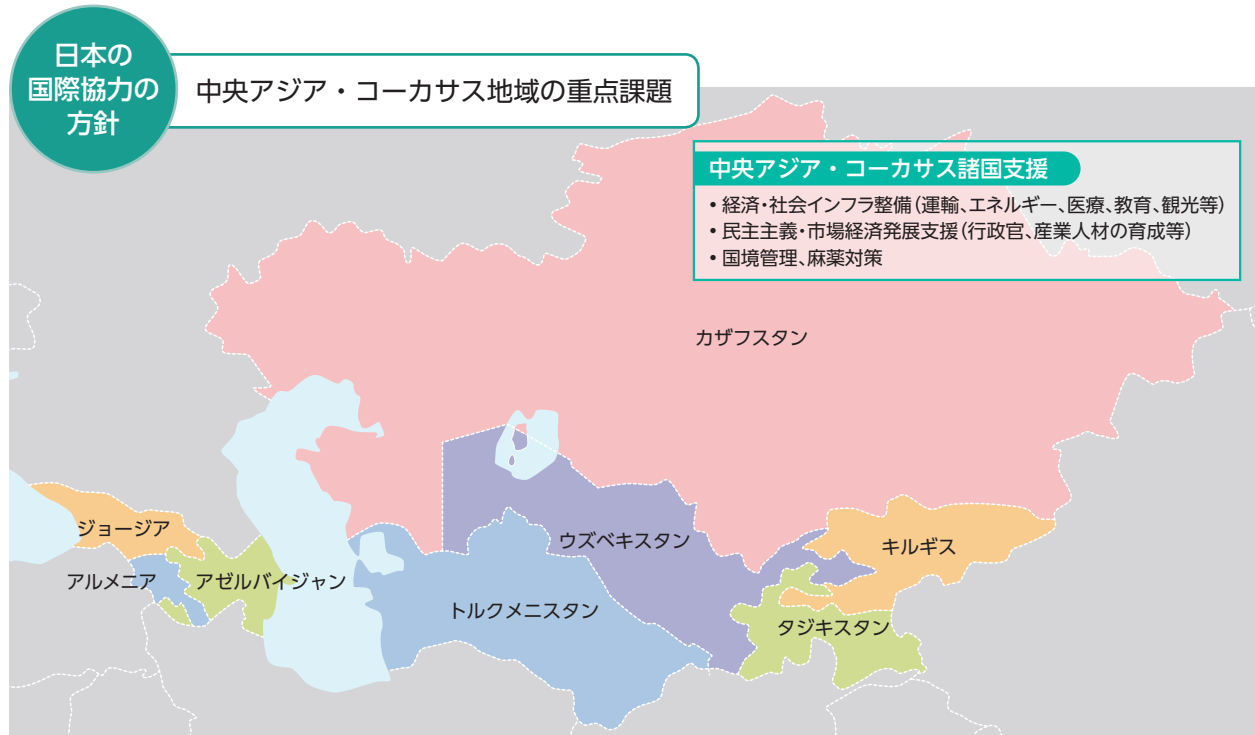 日本の
国際協力の
方針
中央アジア・コーカサス地域の重点課題
中央アジア・コーカサス諸国支援
• 経済・社会インフラ整備(運輸、エネルギー、医療、教育、観光等)
• 民主主義・市場経済発展支援(行政官、産業人材の育成等)
• 国境管理、麻薬対策
カザフスタン
ジョージア
ウズベキスタン
キルギス
アルメニア
アゼルバイジャン
トルクメニスタン
タジキスタン